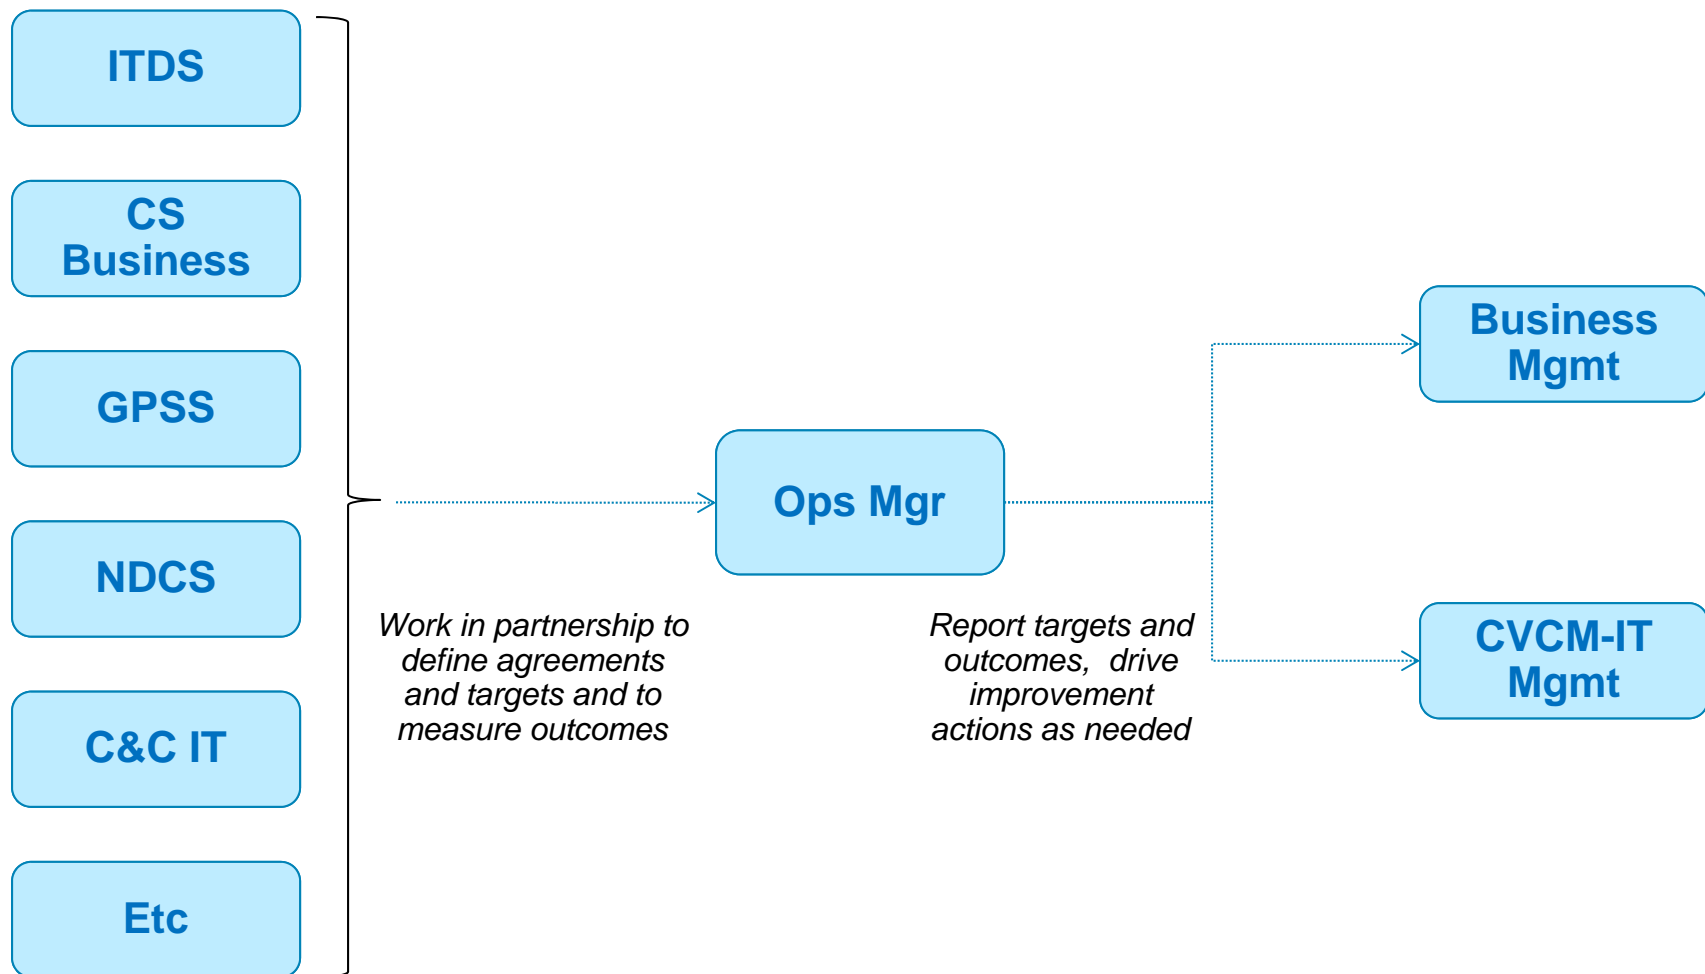 ITDS
CS
Business
GPSS
NDCS
C&C IT
Etc
Work in partnership to
define agreements
and targets and to
measure outcomes
Ops Mgr
Report targets and
outcomes,  drive
improvement
actions as needed
Business
Mgmt
CVCM-IT
Mgmt